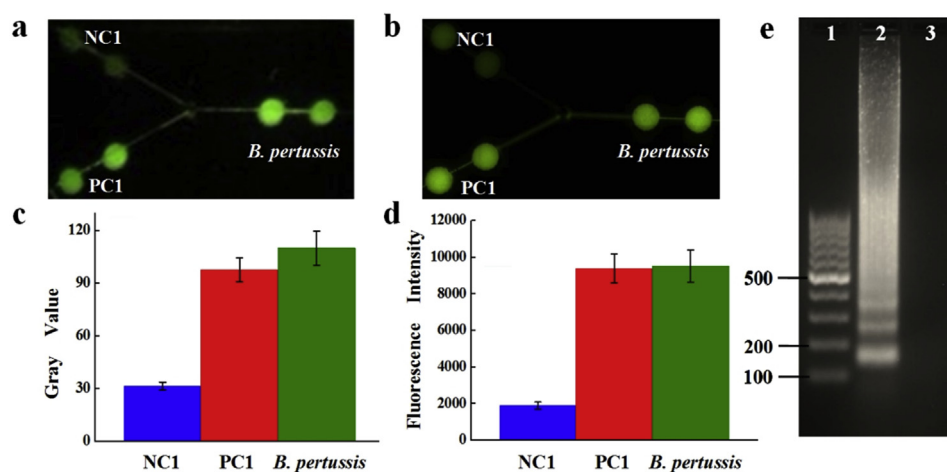 a
NC1
PC1
B. pertussis
b
NC1
PC1
B. pertussis
c
Gray Value
120
90
60
30
0
NC1 PC1 B. pertussis
d
Fluorescence Intensity
12000
10000
8000
6000
4000
2000
0
NC1 PC1 B. pertussis
e
1 2 3
500
200
100